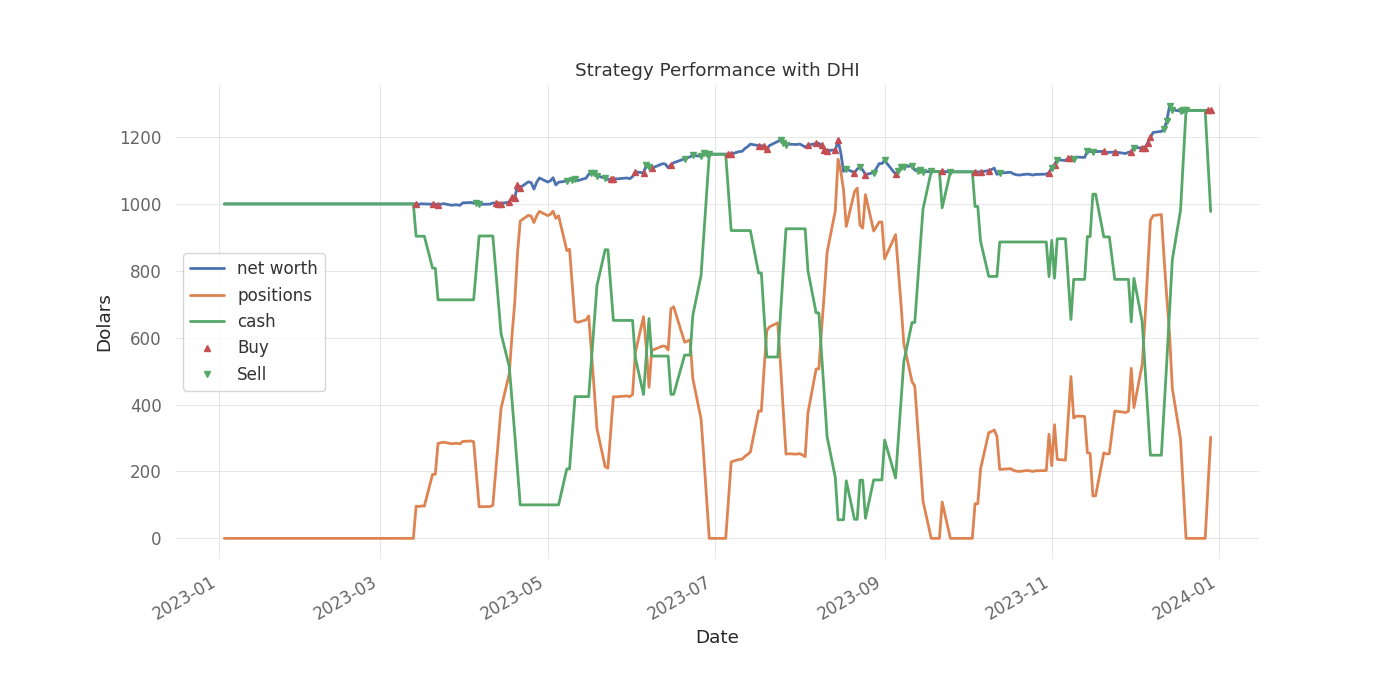 Strategy Performance with DHI
Dolars
1200
1000
800
600
400
200
0
net worth
positions
cash
Buy
Sell
2023-01
2023-03
2023-05
2023-07
2023-09
2023-11
2024-01
Date